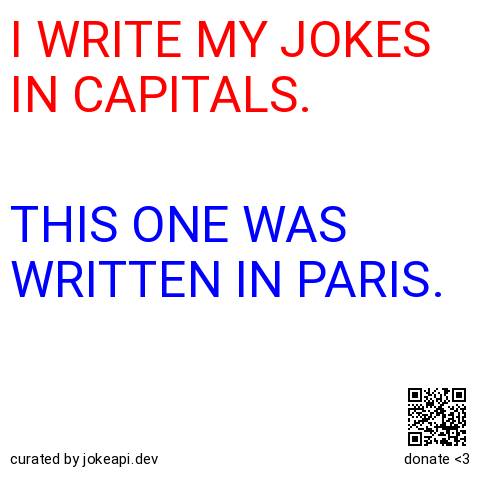 I WRITE MY JOKES
IN CAPITALS.
THIS ONE WAS
WRITTEN IN PARIS.
curated by jokeapi.dev
donate <3